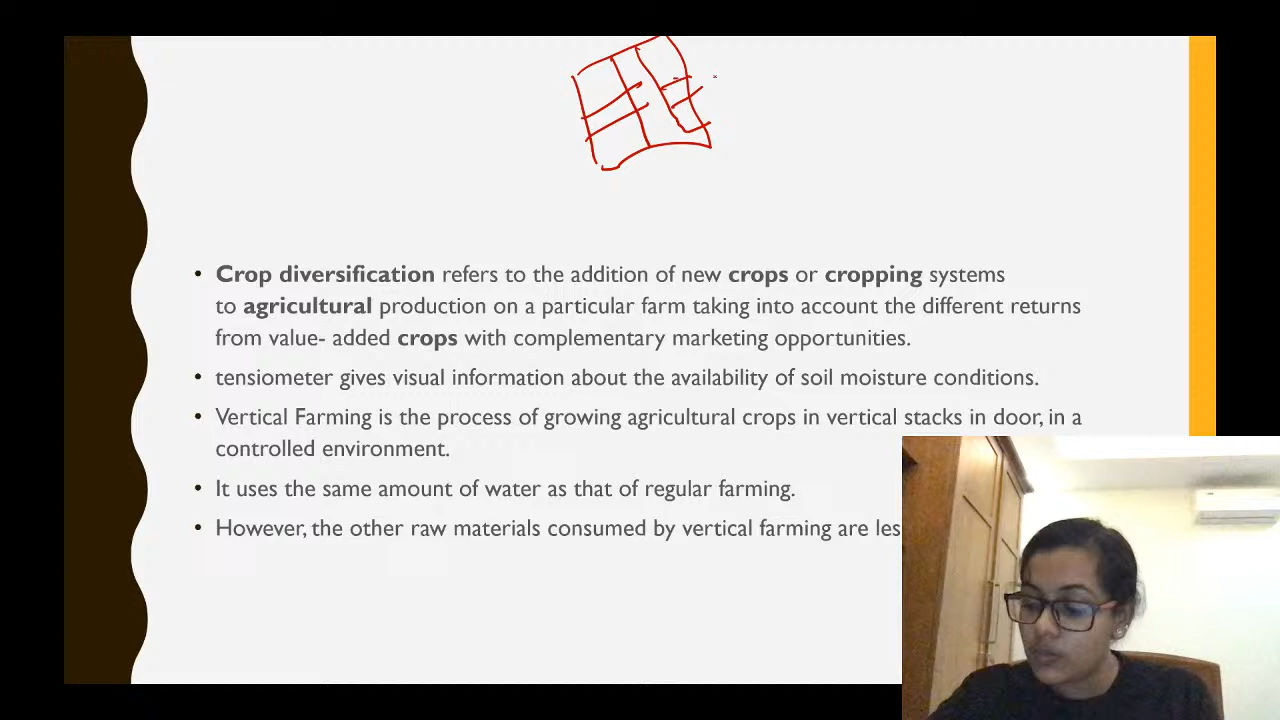 • Crop diversification refers to the addition of new crops or cropping systems
to agricultural production on a particular farm taking into account the different returns
from value- added crops with complementary marketing opportunities.
• tensiometer gives visual information about the availability of soil moisture conditions.
• Vertical Farming is the process of growing agricultural crops in vertical stacks in door, in a
controlled environment.
• It uses the same amount of water as that of regular farming.
• However, the other raw materials consumed by vertical farming are